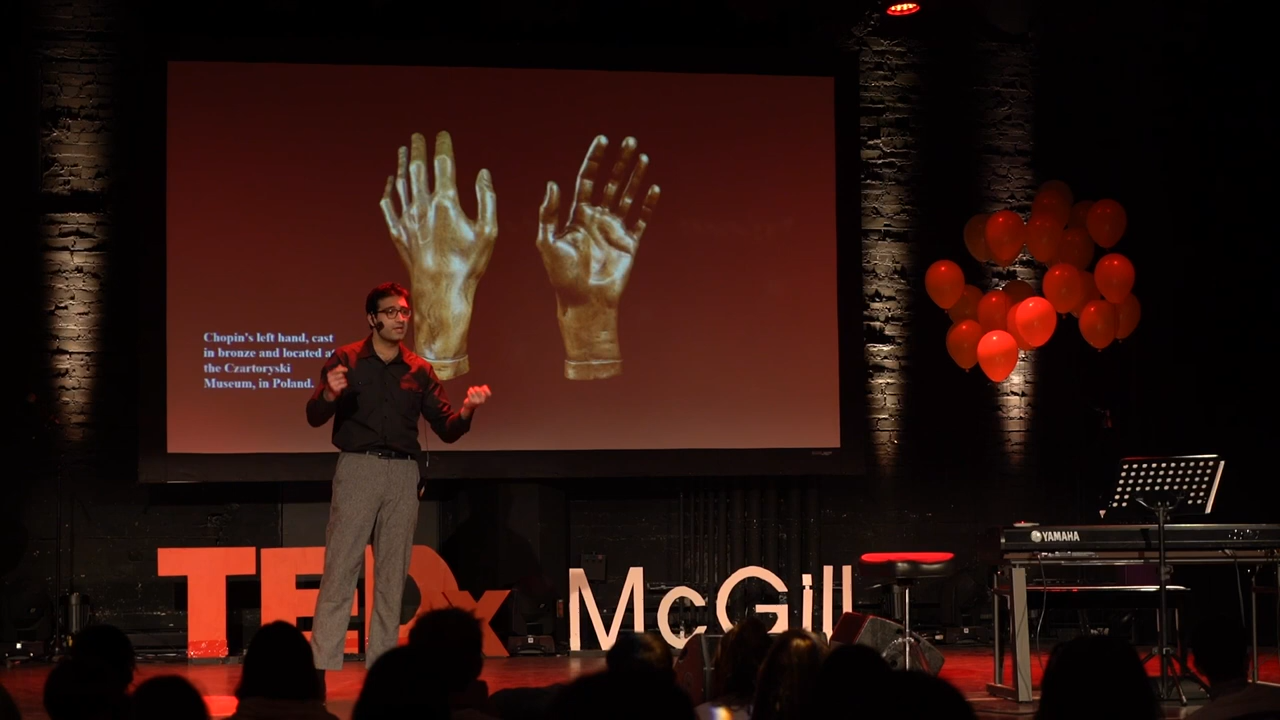 Chopin's left hand, cast
in bronze and located at
the Czartoryski
Museum, in Poland.
TEDx McGill
YAMAHA